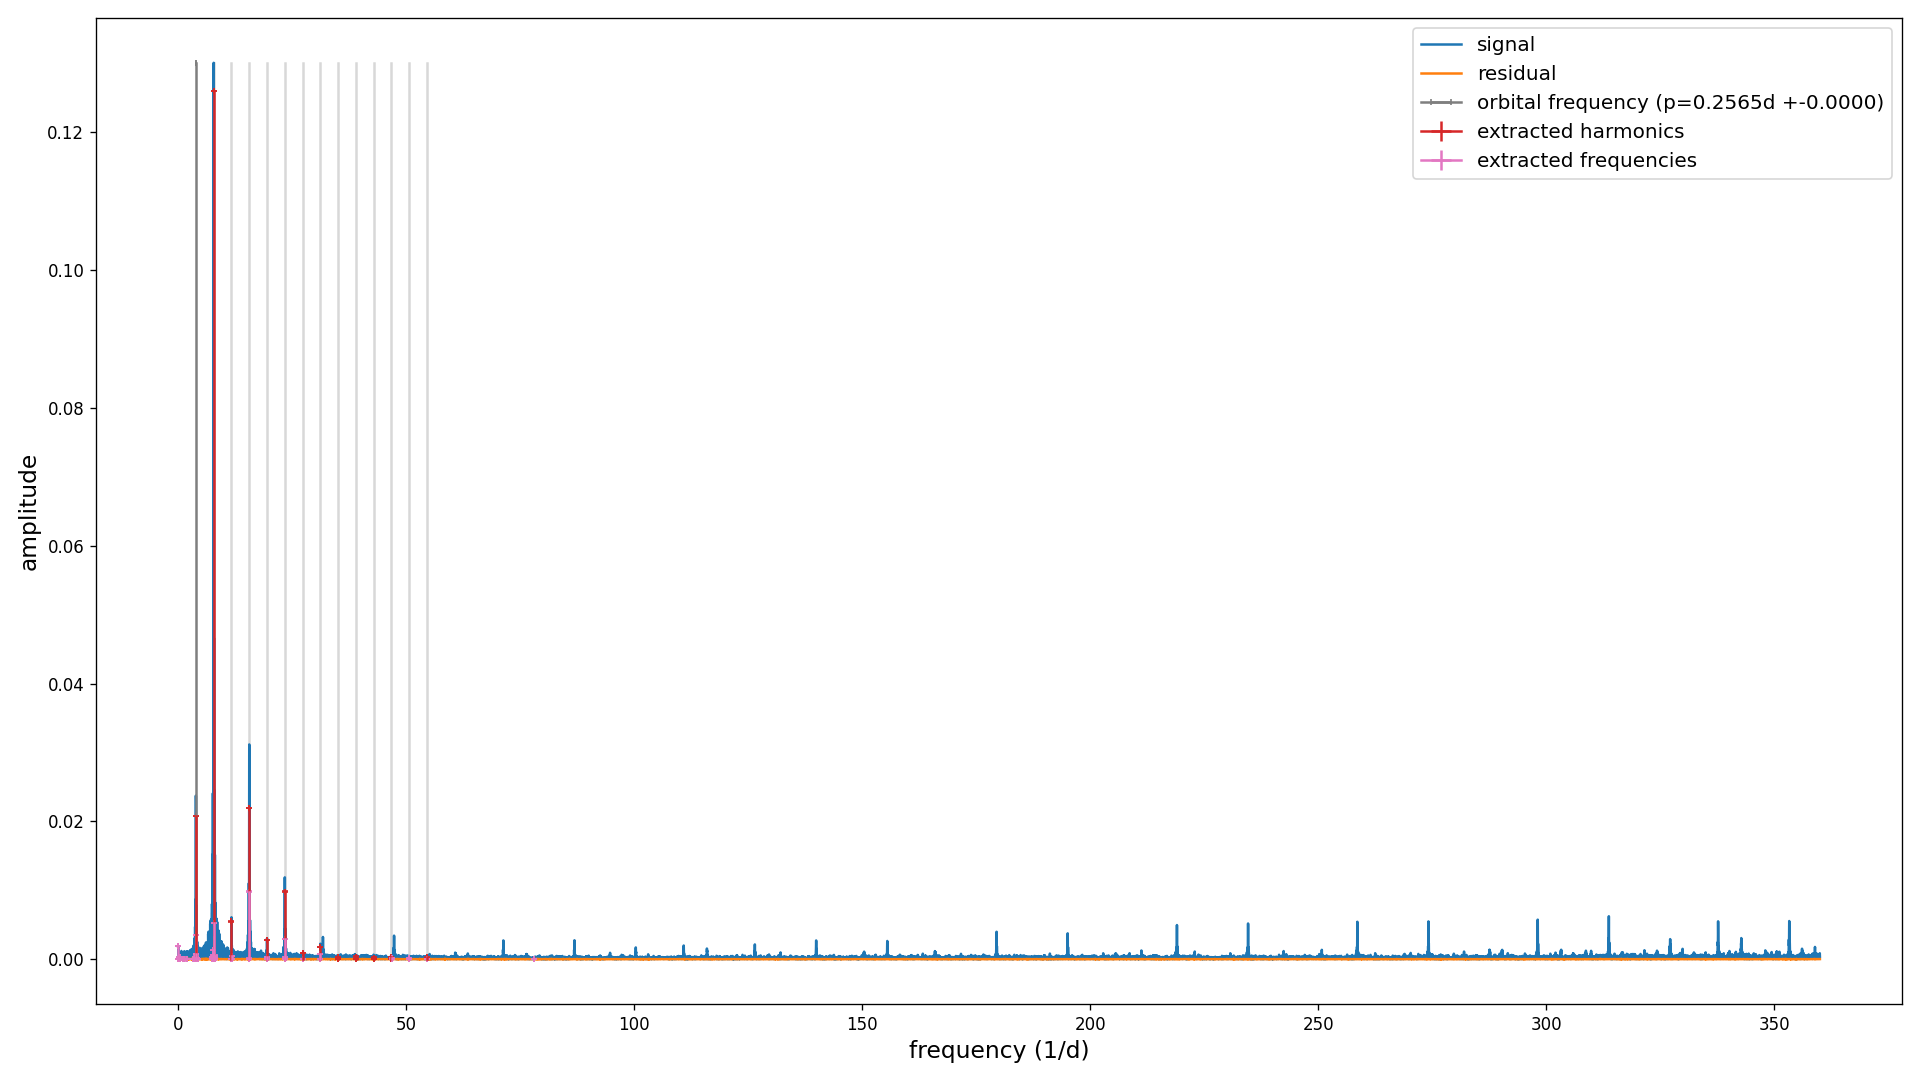 signal
residual
orbital frequency (p=0.2565d +-0.0000)
extracted harmonics
extracted frequencies
0.12
0.10
0.08
0.06
0.04
0.02
0.00
amplitude
0 50 100 150 200 250 300 350
frequency (1/d)